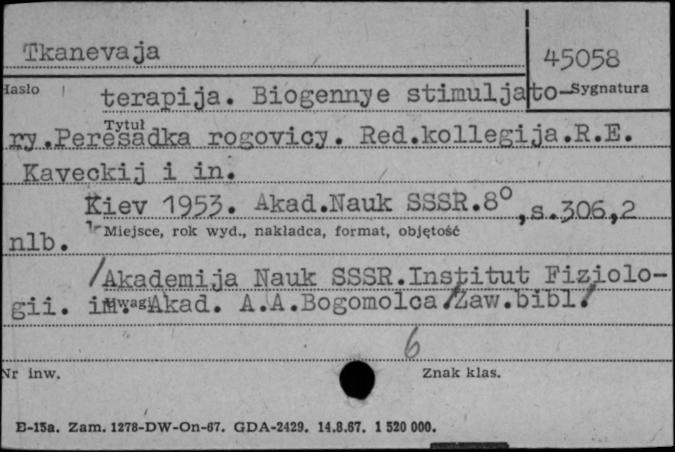 Tkanevaja
45058
Hasło
Sygnatura
terapija. Biogennye stimuljato-
Tytuł
ry.Peresadka rogovicy. Red.kollegija.R.E.
Kaveckij i in.
Kiev 1953. Akad.Nauk SSSR.8°,s.306,2
Miejsce, rok wyd., nakładca, format, objętość
nlb.
/Akademija Nauk SSSR.Institut Fiziolo-
gii. im. Akad. A.A.Bogomolca/Zaw.bibl/
Uwagi
6
Nr inw.
Znak klas.
E-15a. Zam. 1278-DW-On-67. GDA-2429. 14.8.67. 1 520 000.